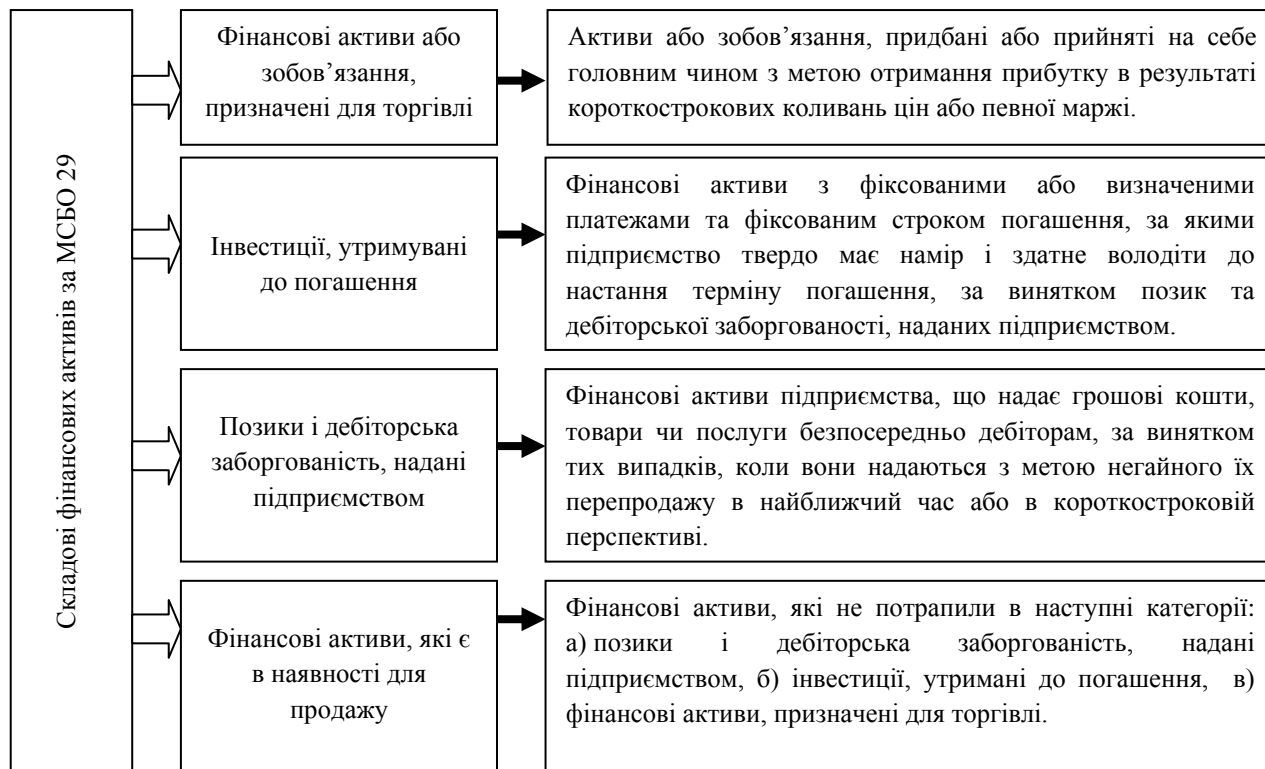 Складові фінансових активів за МСБО 29
Фінансові активи або
зобов’язання,
призначені для торгівлі
Активи або зобов’язання, придбані або прийняті на себе
головним чином з метою отримання прибутку в результаті
короткострокових коливань цін або певної маржі.
Інвестиції, утримувані
до погашення
Фінансові активи з фіксованими або визначеними
платежами та фіксованим строком погашення, за якими
підприємство твердо має намір і здатне володіти до
настання терміну погашення, за винятком позик та
дебіторської заборгованості, наданих підприємством.
Позики і дебіторська
заборгованість, надані
підприємством
Фінансові активи підприємства, що надає грошові кошти,
товари чи послуги безпосередньо дебіторам, за винятком
тих випадків, коли вони надаються з метою негайного їх
перепродажу в найближчий час або в короткостроковій
перспективі.
Фінансові активи, які є
в наявності для
продажу
Фінансові активи, які не потрапили в наступні категорії:
а) позики і дебіторська заборгованість, надані
підприємством, б) інвестиції, утримані до погашення, в)
фінансові активи, призначені для торгівлі.